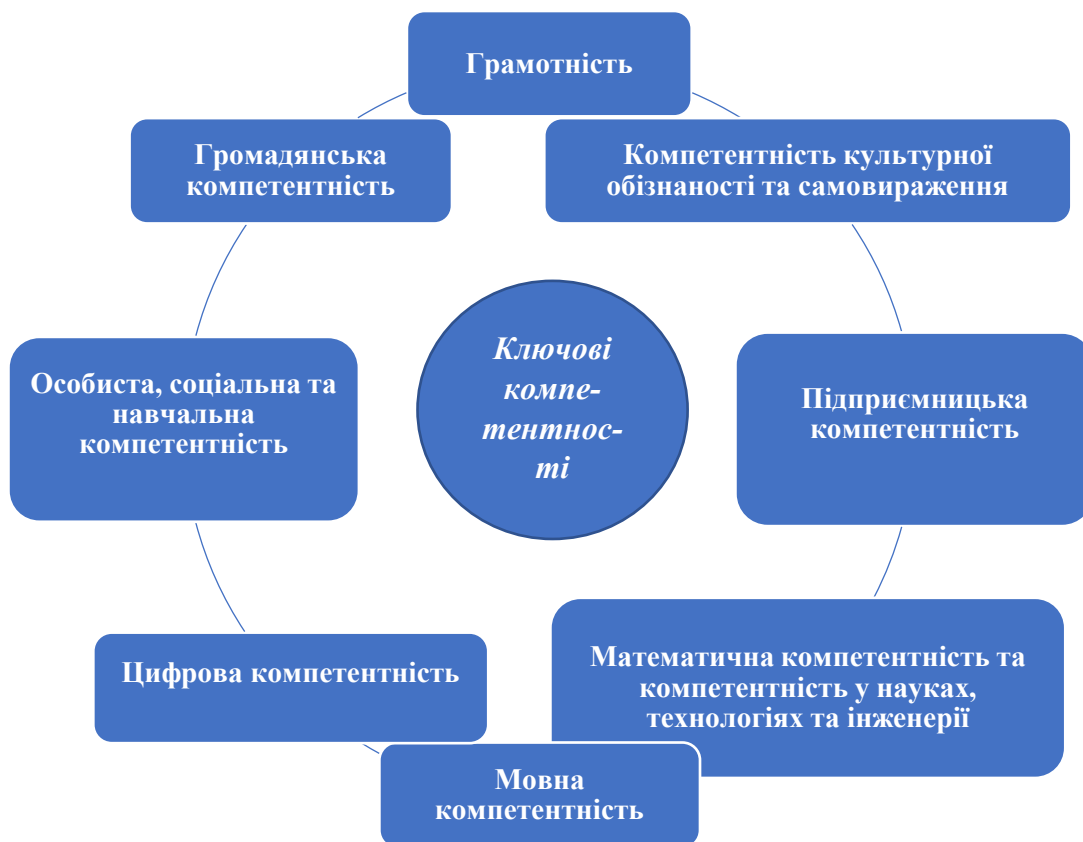 Грамотність
Громадянська
компетентність
Компетентність культурної
обізнаності та самовираження
Ключові
компе-
тентнос-
ті
Особиста, соціальна та
навчальна
компетентність
Підприємницька
компетентність
Цифрова компетентність
Математична компетентність та
компетентність у науках,
технологіях та інженерії
Мовна
компетентність